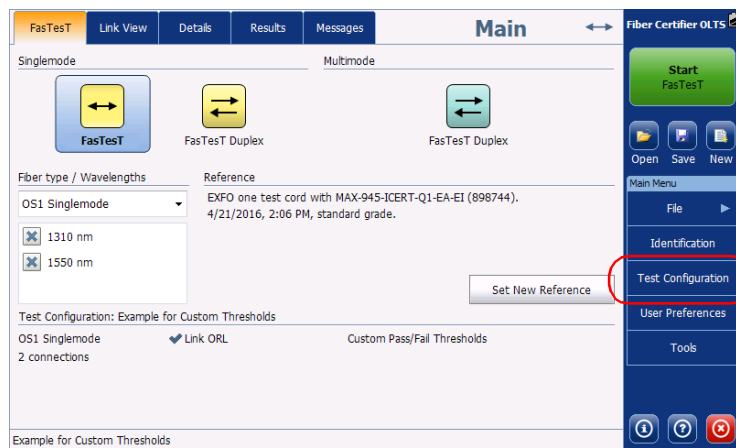 FasTesT
Link View
Details
Results
Messages
Main
Fiber Certifier OLTS
Singlemode
Multimode
FasTesT
FasTesT Duplex
FasTesT Duplex
Start
FasTesT
Open
Save
New
Fiber type / Wavelengths
OS1 Singlemode
1310 nm
1550 nm
Reference
EXFO one test cord with MAX-945-ICERT-Q1-EA-EI (898744).
4/21/2016, 2:06 PM, standard grade.
Set New Reference
Test Configuration: Example for Custom Thresholds
OS1 Singlemode
Link ORL
Custom Pass/Fail Thresholds
2 connections
Example for Custom Thresholds
Main Menu
File
Identification
Test Configuration
User Preferences
Tools